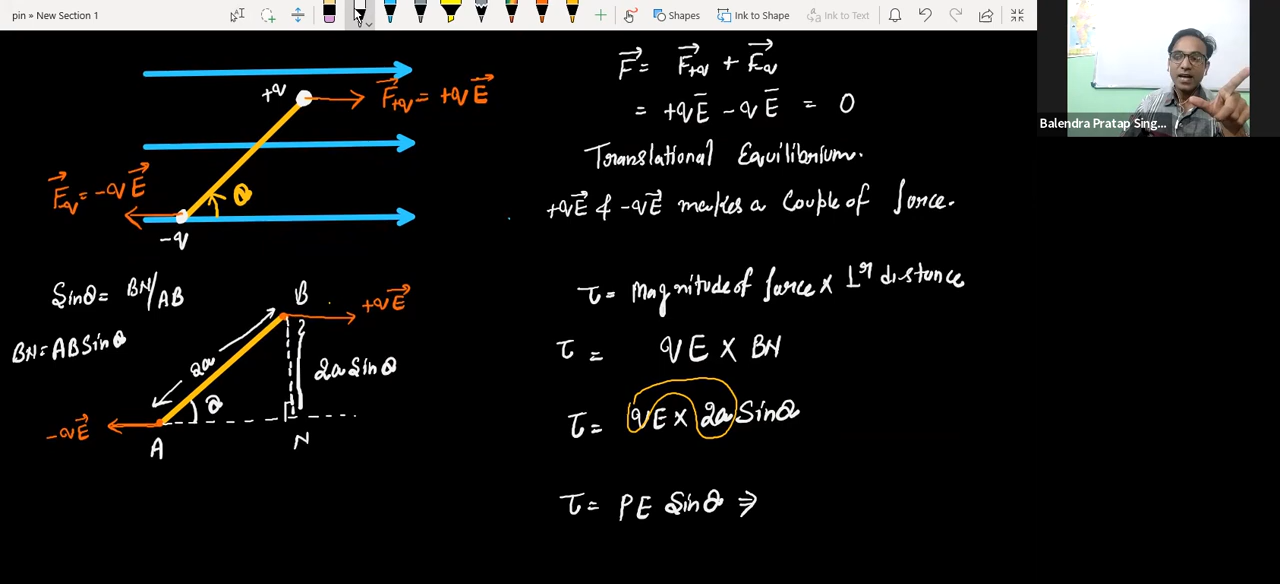 pin » New Section 1
Shapes
Ink to Shape
Ink to Text
Balendra Pratap Sing...
+q
F⃗+q = +qE⃗
F⃗-q = -qE⃗
θ
-q
Sinθ = BN/AB
BN = AB Sinθ
B
+qE⃗
2a
2a Sinθ
θ
-qE⃗
A
N
F⃗ = F⃗+q + F⃗-q
= +qE̅ - qE̅ = 0
Translational Equilibrium.
+qE⃗ & -qE⃗ makes a Couple of force.
τ = Magnitude of force × ⊥r distance
τ = qE × BN
τ = qE × 2a Sinθ
τ = PE Sinθ ⇒